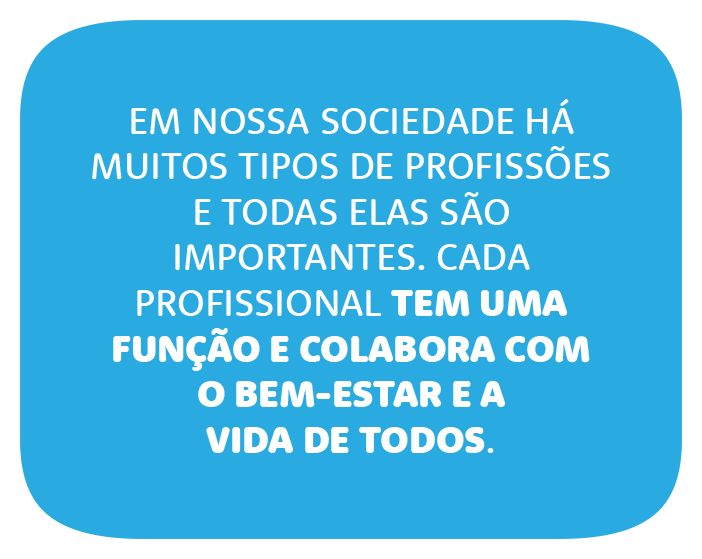 EM NOSSA SOCIEDADE HÁ
MUITOS TIPOS DE PROFISSÕES
E TODAS ELAS SÃO
IMPORTANTES. CADA
PROFISSIONAL TEM UMA
FUNÇÃO E COLABORA COM
O BEM-ESTAR E A
VIDA DE TODOS.